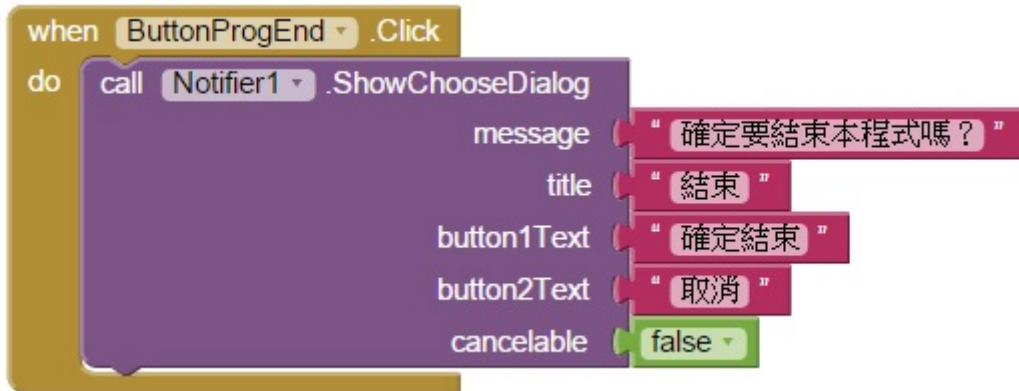 when ButtonProgEnd .Click
do call Notifier1 .ShowChooseDialog
message “ 確定要結束本程式嗎？ ”
title “ 結束 ”
button1Text “ 確定結束 ”
button2Text “ 取消 ”
cancelable false